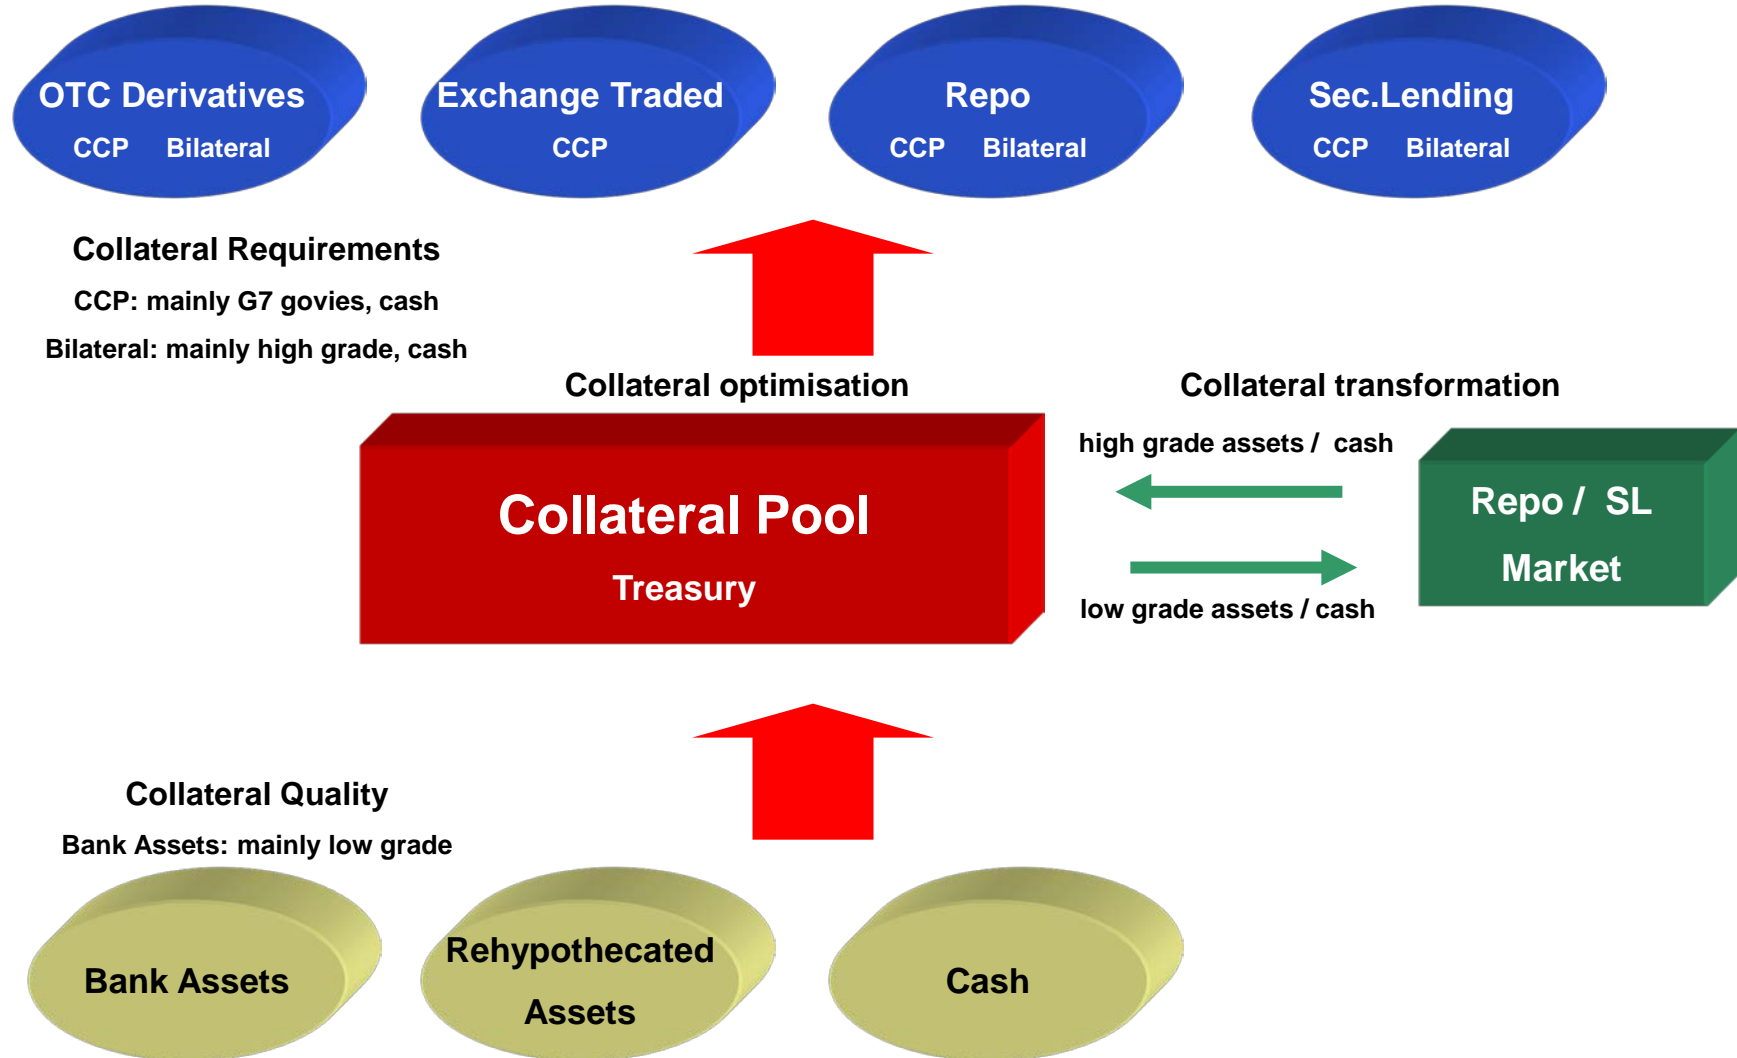 OTC Derivatives
CCP Bilateral
Exchange Traded
CCP
Repo
CCP Bilateral
Sec.Lending
CCP Bilateral
Collateral Requirements
CCP: mainly G7 govies, cash
Bilateral: mainly high grade, cash
Collateral optimisation
Collateral transformation
high grade assets / cash
Collateral Pool
Treasury
Repo / SL
Market
low grade assets / cash
Collateral Quality
Bank Assets: mainly low grade
Bank Assets
Rehypothecated
Assets
Cash